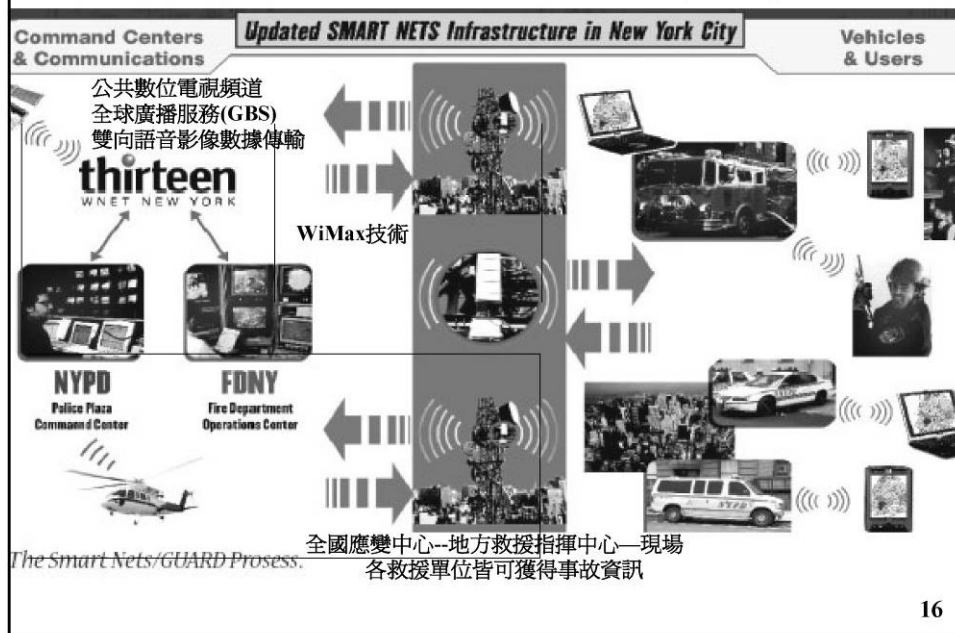 Updated SMART NETS Infrastructure in New York City
Command Centers
& Communications
Vehicles
& Users
公共數位電視頻道
全球廣播服務(GBS)
雙向語音影像數據傳輸
thirteen
WNET NEW YORK
WiMax技術
NYPD
Police Plaza
Commannd Center
FDNY
Fire Department
Operations Center
NYPD
The Smart Nets/GUARD Prosess.
全國應變中心--地方救援指揮中心—現場
各救援單位皆可獲得事故資訊
16